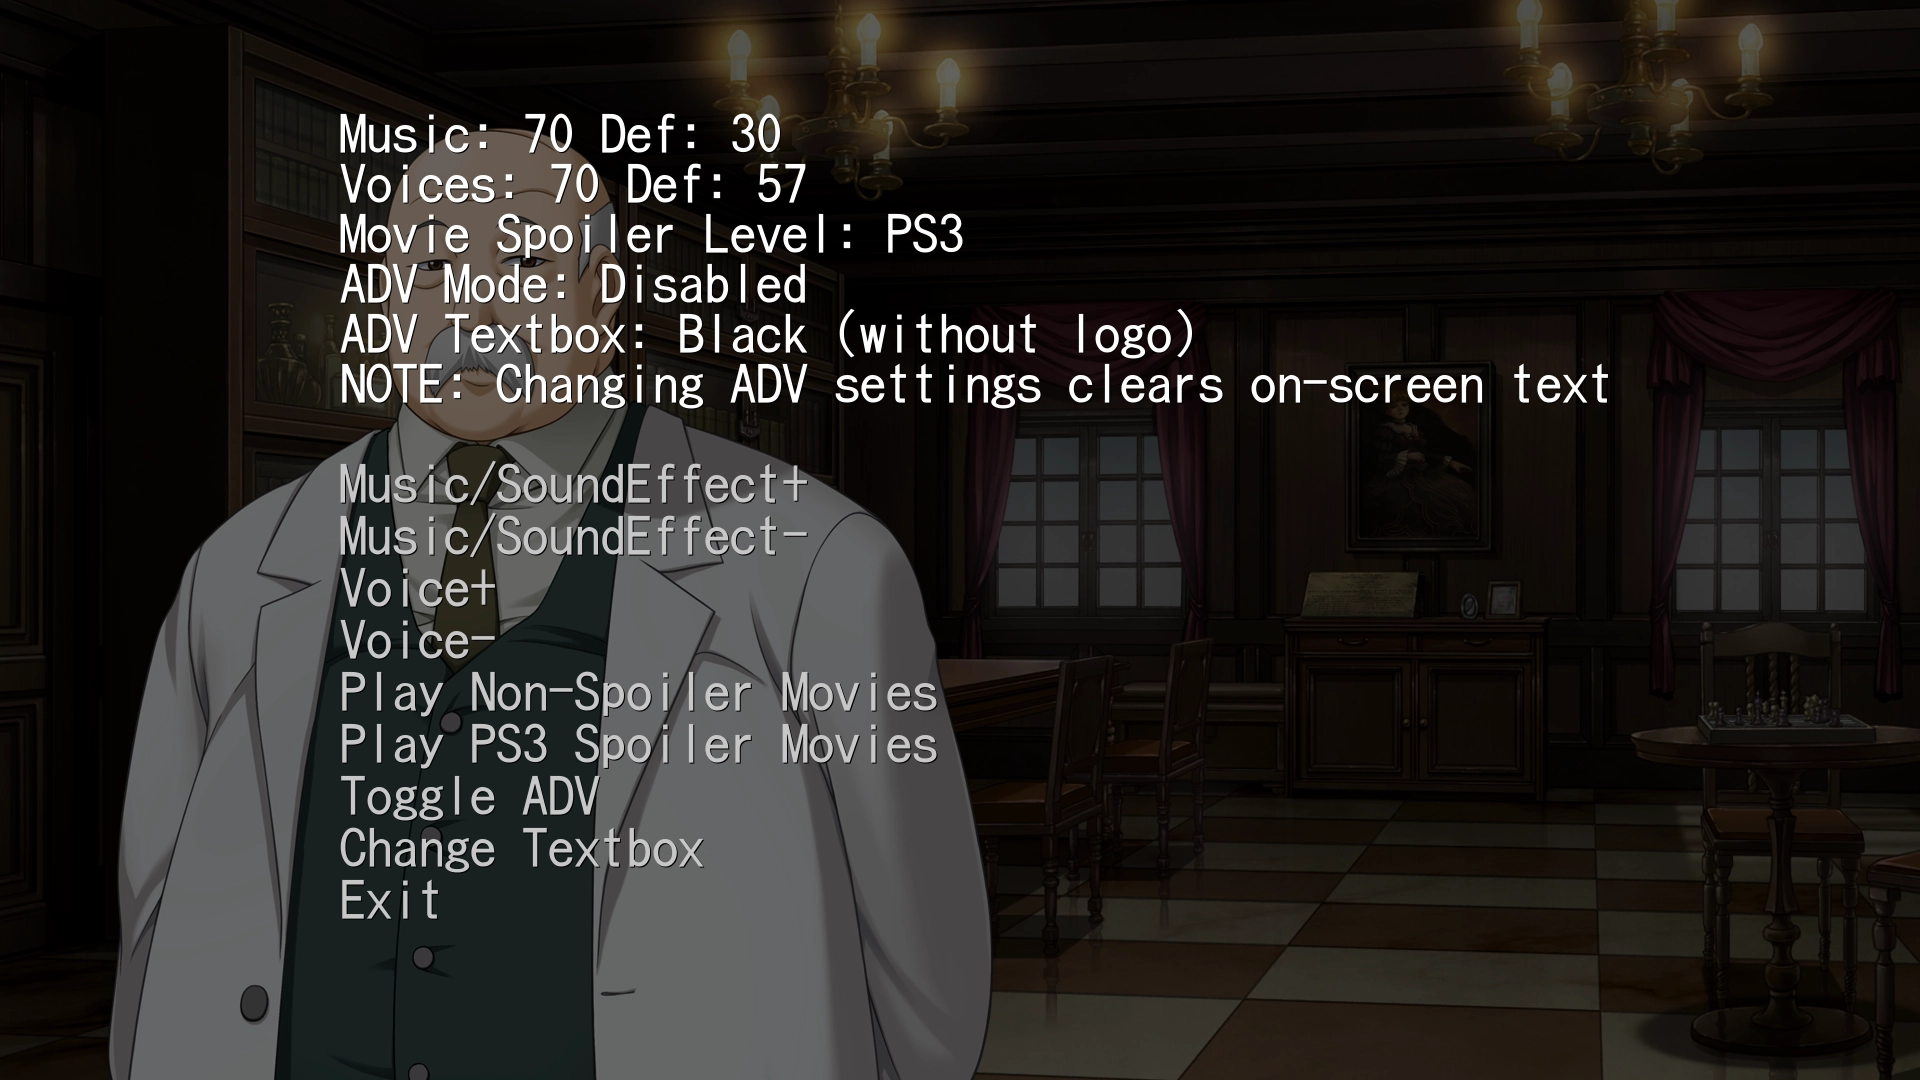 Music: 70 Def: 30
Voices: 70 Def: 57
Movie Spoiler Level: PS3
ADV Mode: Disabled
ADV Textbox: Black (without logo)
NOTE: Changing ADV settings clears on-screen text
Music/SoundEffect+
Music/SoundEffect-
Voice+
Voice-
Play Non-Spoiler Movies
Play PS3 Spoiler Movies
Toggle ADV
Change Textbox
Exit